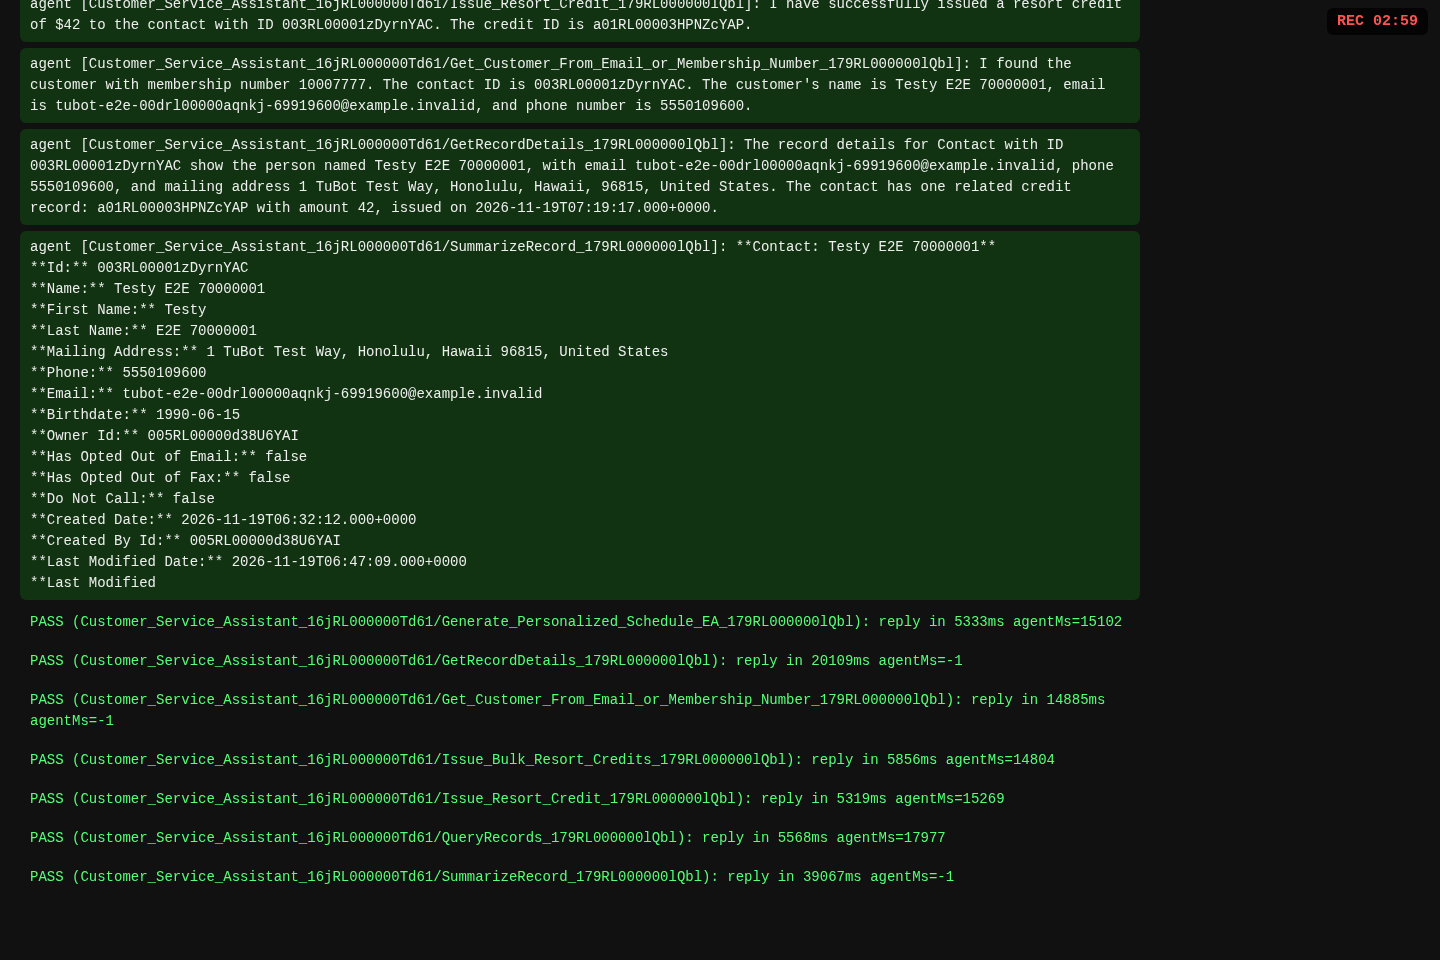 agent [Customer_Service_Assistant_16jRL000000Td61/Issue_Resort_Credit_179RL000000lQbl]: I have successfully issued a resort credit
of $42 to the contact with ID 003RL00001zDyrnYAC. The credit ID is a01RL00003HPNZcYAP.
REC 02:59
agent [Customer_Service_Assistant_16jRL000000Td61/Get_Customer_From_Email_or_Membership_Number_179RL000000lQbl]: I found the
customer with membership number 10007777. The contact ID is 003RL00001zDyrnYAC. The customer's name is Testy E2E 70000001, email
is tubot-e2e-00drl00000aqnkj-69919600@example.invalid, and phone number is 5550109600.
agent [Customer_Service_Assistant_16jRL000000Td61/GetRecordDetails_179RL000000lQbl]: The record details for Contact with ID
003RL00001zDyrnYAC show the person named Testy E2E 70000001, with email tubot-e2e-00drl00000aqnkj-69919600@example.invalid, phone
5550109600, and mailing address 1 TuBot Test Way, Honolulu, Hawaii, 96815, United States. The contact has one related credit
record: a01RL00003HPNZcYAP with amount 42, issued on 2026-11-19T07:19:17.000+0000.
agent [Customer_Service_Assistant_16jRL000000Td61/SummarizeRecord_179RL000000lQbl]: **Contact: Testy E2E 70000001**
**Id:** 003RL00001zDyrnYAC
**Name:** Testy E2E 70000001
**First Name:** Testy
**Last Name:** E2E 70000001
**Mailing Address:** 1 TuBot Test Way, Honolulu, Hawaii 96815, United States
**Phone:** 5550109600
**Email:** tubot-e2e-00drl00000aqnkj-69919600@example.invalid
**Birthdate:** 1990-06-15
**Owner Id:** 005RL00000d38U6YAI
**Has Opted Out of Email:** false
**Has Opted Out of Fax:** false
**Do Not Call:** false
**Created Date:** 2026-11-19T06:32:12.000+0000
**Created By Id:** 005RL00000d38U6YAI
**Last Modified Date:** 2026-11-19T06:47:09.000+0000
**Last Modified
PASS (Customer_Service_Assistant_16jRL000000Td61/Generate_Personalized_Schedule_EA_179RL000000lQbl): reply in 5333ms agentMs=15102
PASS (Customer_Service_Assistant_16jRL000000Td61/GetRecordDetails_179RL000000lQbl): reply in 20109ms agentMs=-1
PASS (Customer_Service_Assistant_16jRL000000Td61/Get_Customer_From_Email_or_Membership_Number_179RL000000lQbl): reply in 14885ms
agentMs=-1
PASS (Customer_Service_Assistant_16jRL000000Td61/Issue_Bulk_Resort_Credits_179RL000000lQbl): reply in 5856ms agentMs=14804
PASS (Customer_Service_Assistant_16jRL000000Td61/Issue_Resort_Credit_179RL000000lQbl): reply in 5319ms agentMs=15269
PASS (Customer_Service_Assistant_16jRL000000Td61/QueryRecords_179RL000000lQbl): reply in 5568ms agentMs=17977
PASS (Customer_Service_Assistant_16jRL000000Td61/SummarizeRecord_179RL000000lQbl): reply in 39067ms agentMs=-1